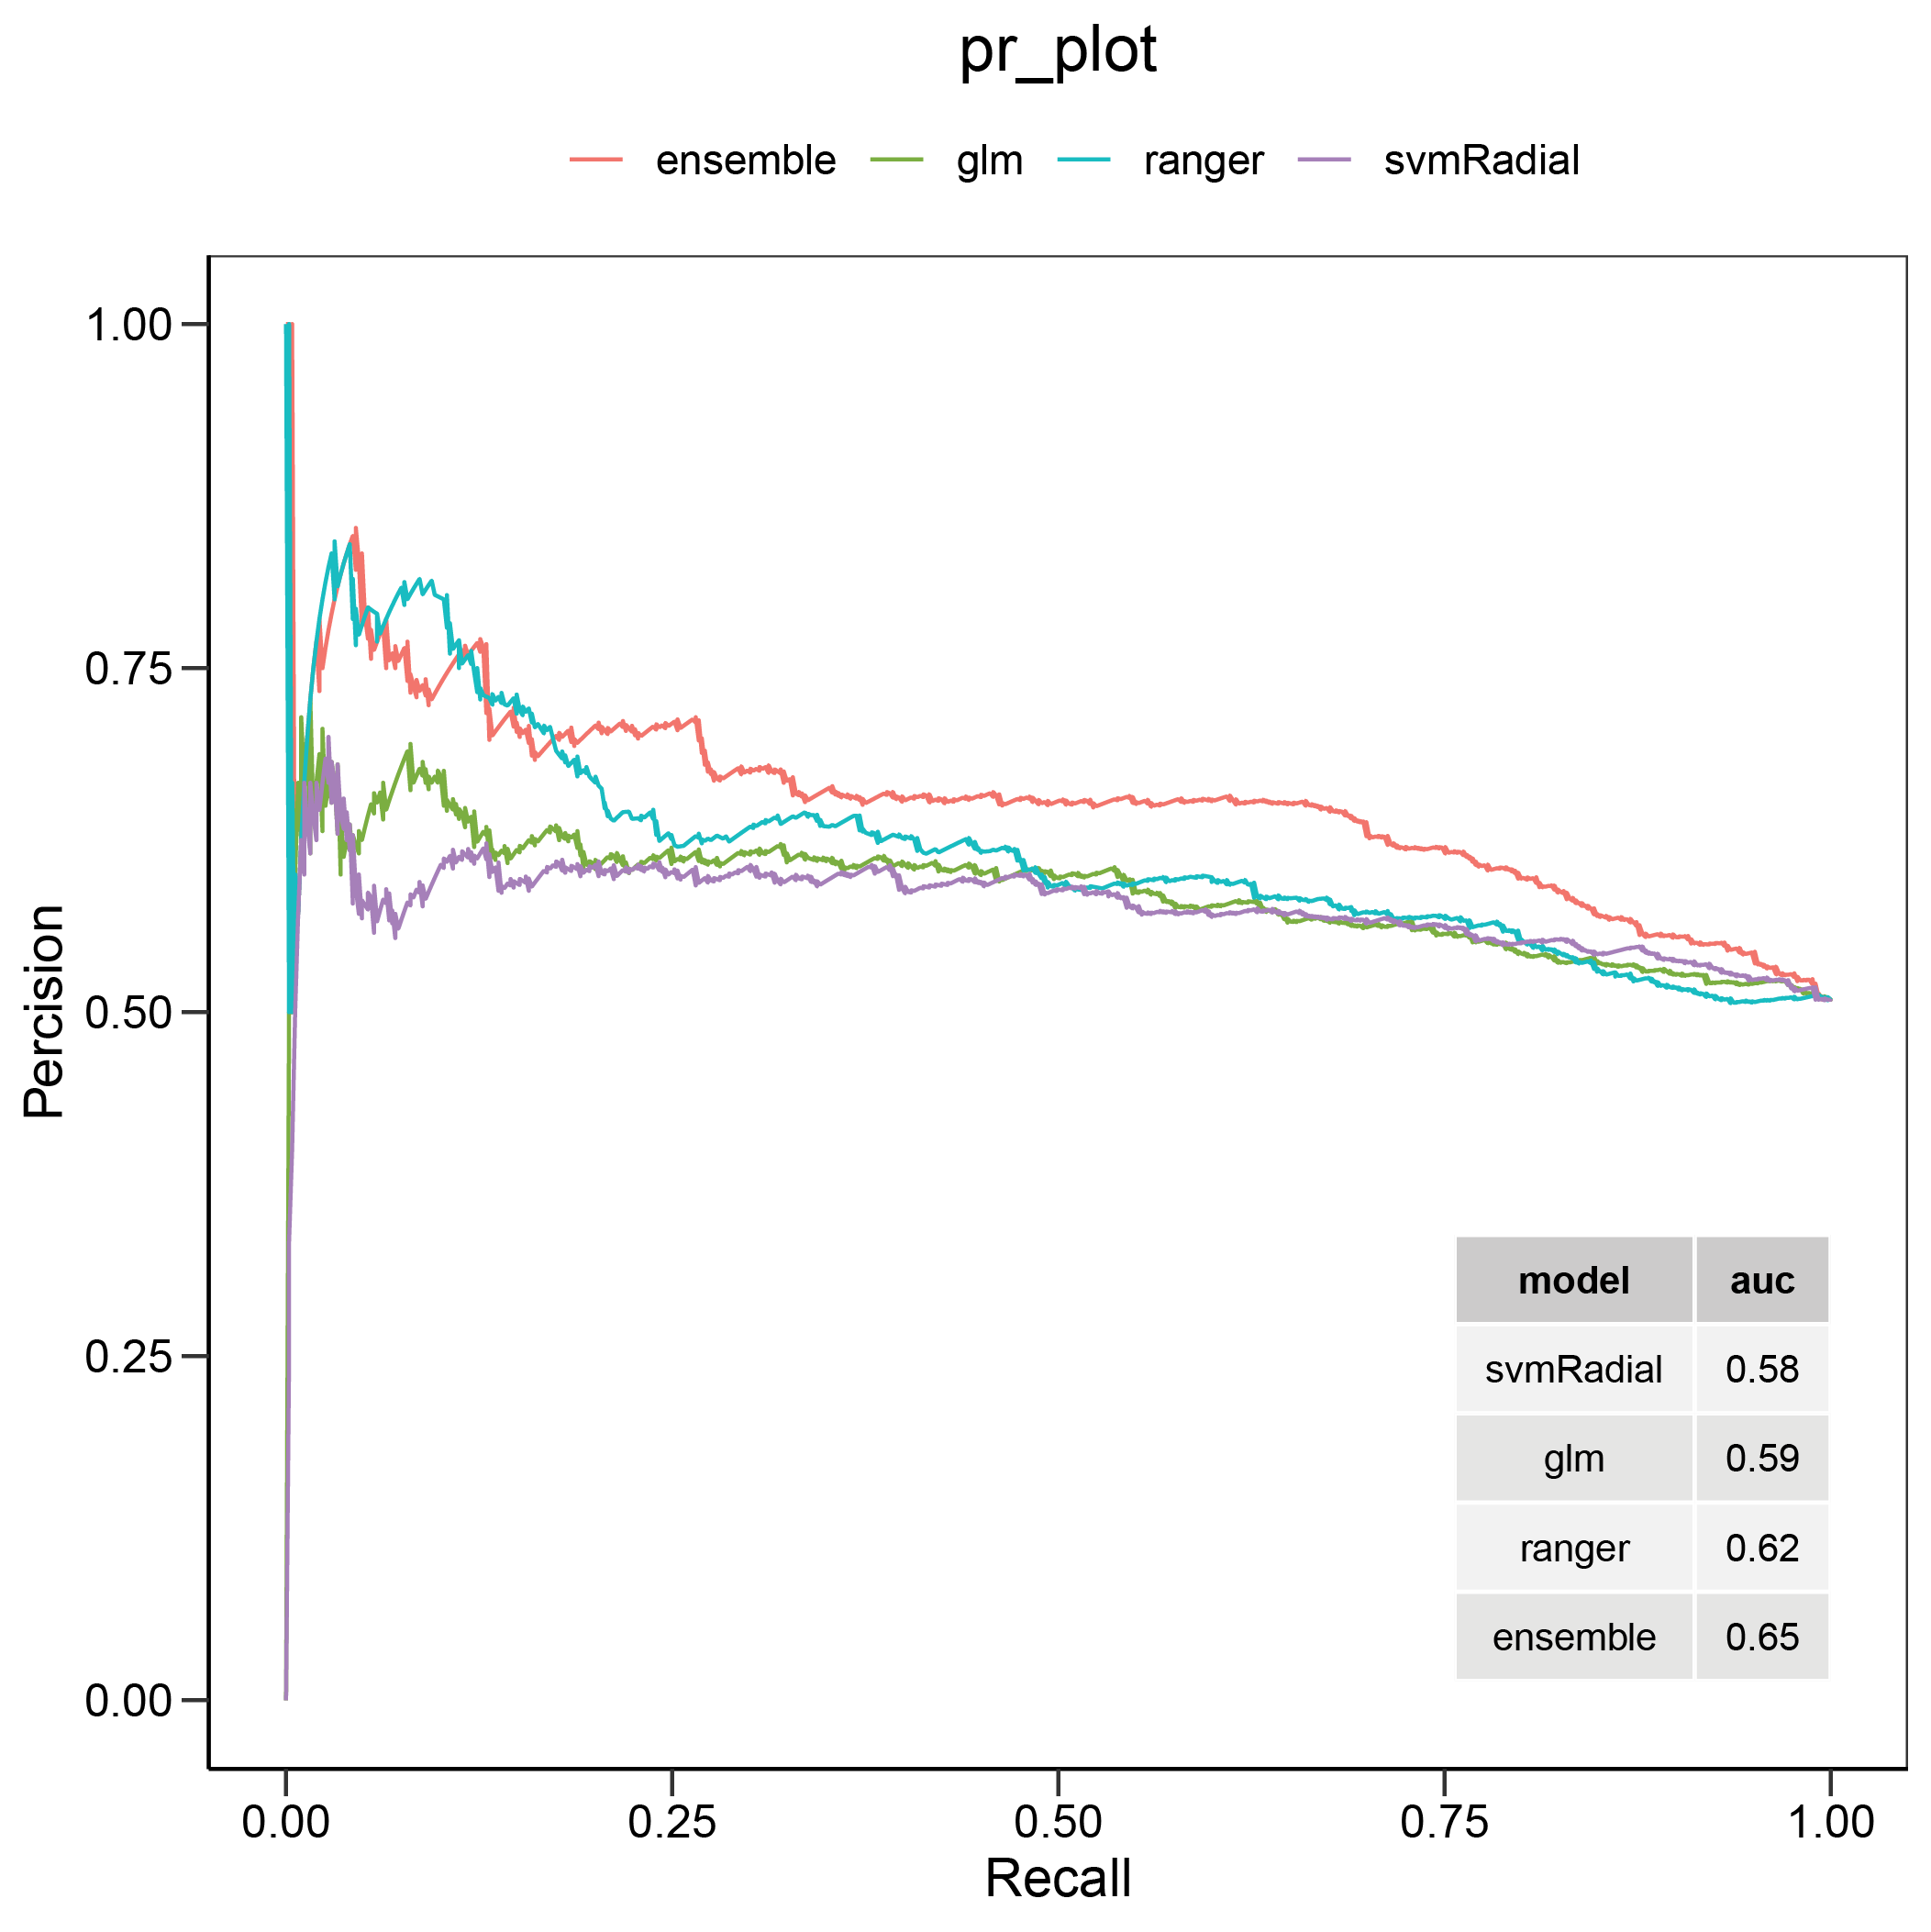 pr_plot
ensemble glm ranger svmRadial
1.00
0.75
0.50
0.25
0.00
Percision
model auc
svmRadial 0.58
glm 0.59
ranger 0.62
ensemble 0.65
0.00 0.25 0.50 0.75 1.00
Recall